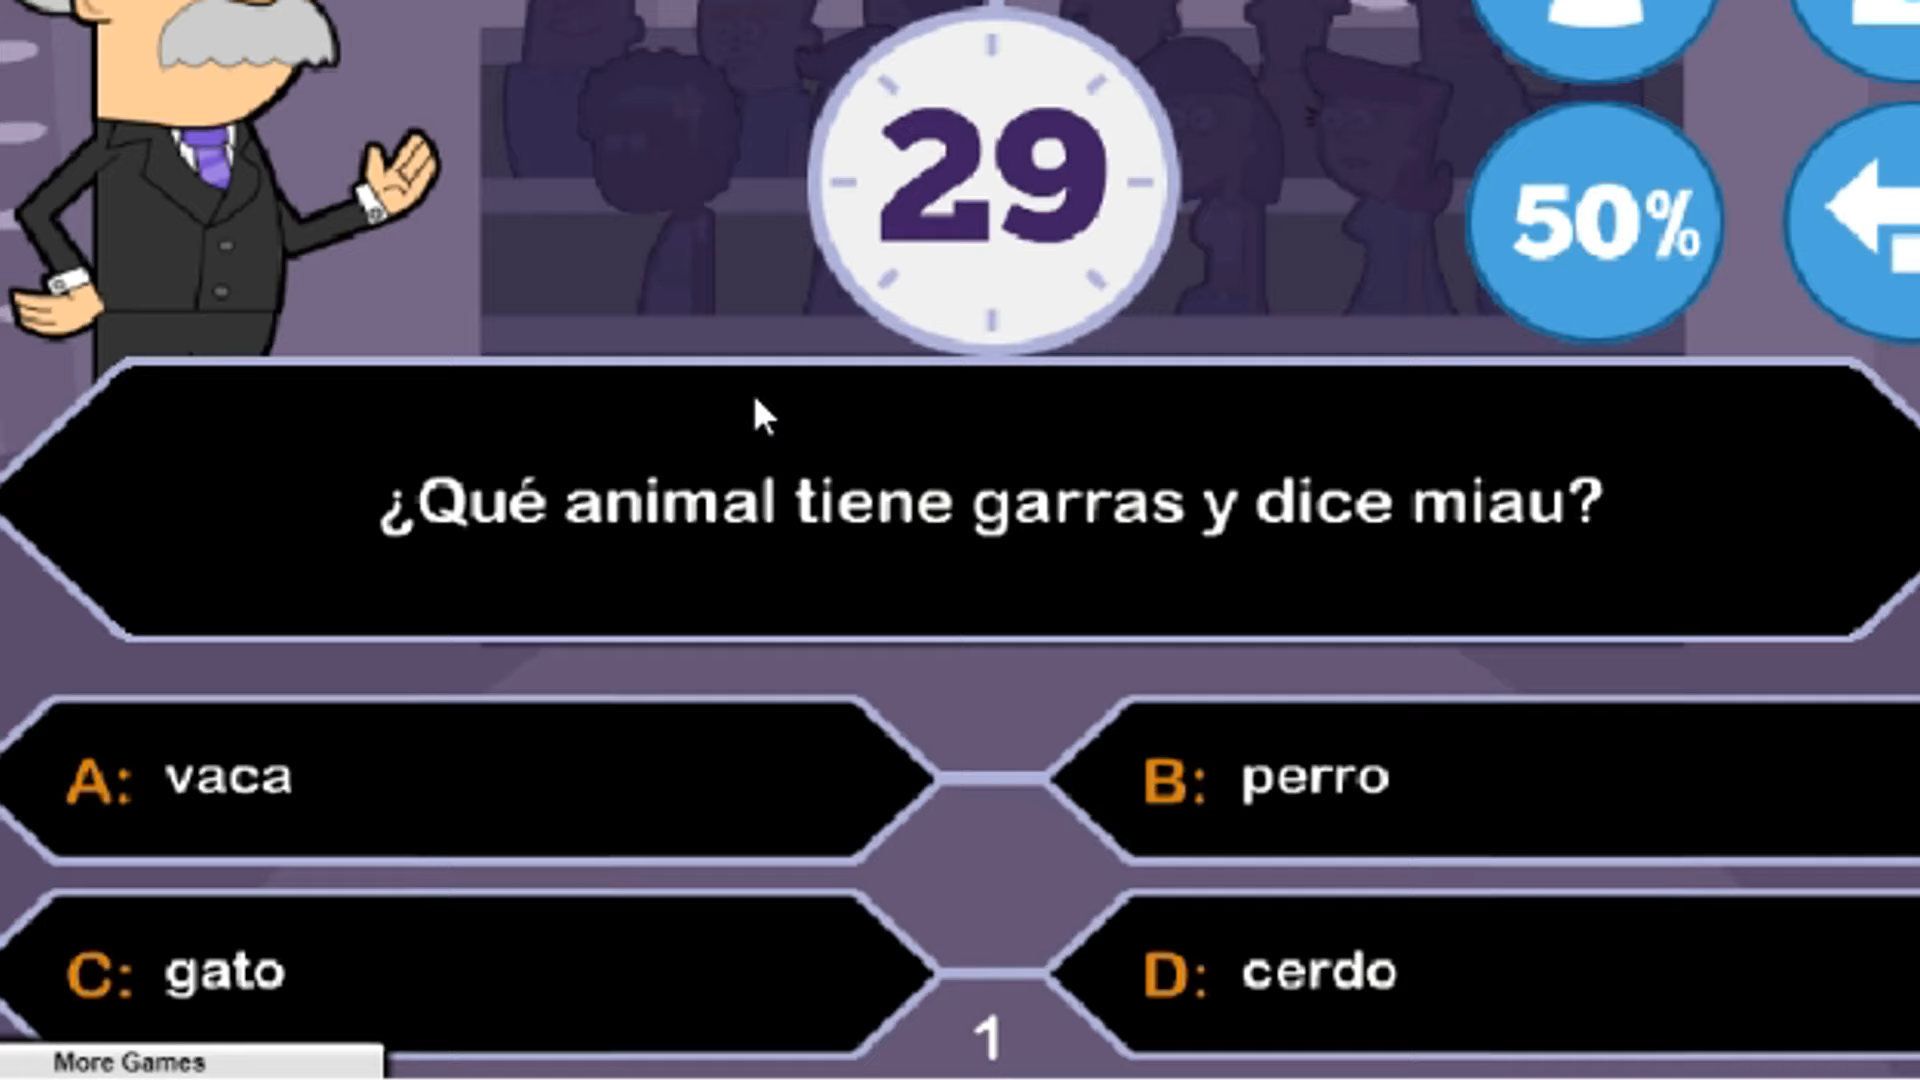 29
50%
¿Qué animal tiene garras y dice miau?
A: vaca
B: perro
C: gato
D: cerdo
1
More Games